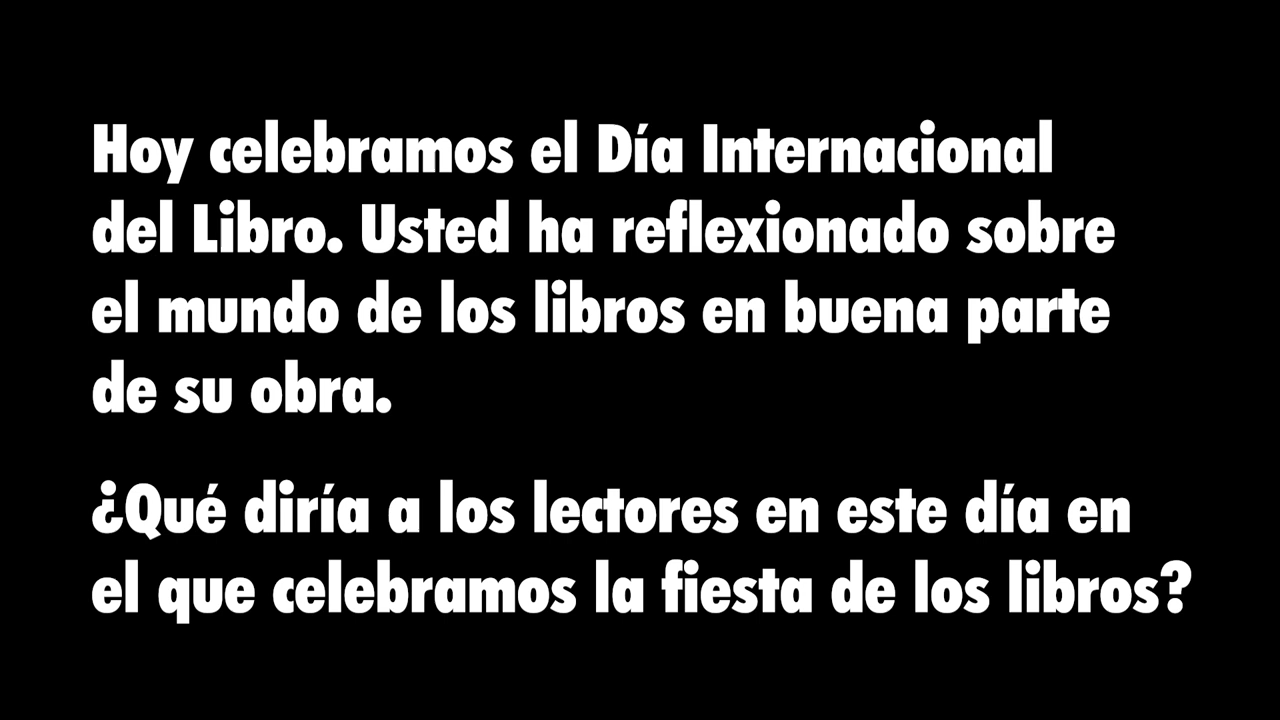 Hoy celebramos el Día Internacional
del Libro. Usted ha reflexionado sobre
el mundo de los libros en buena parte
de su obra.
¿Qué diría a los lectores en este día en
el que celebramos la fiesta de los libros?